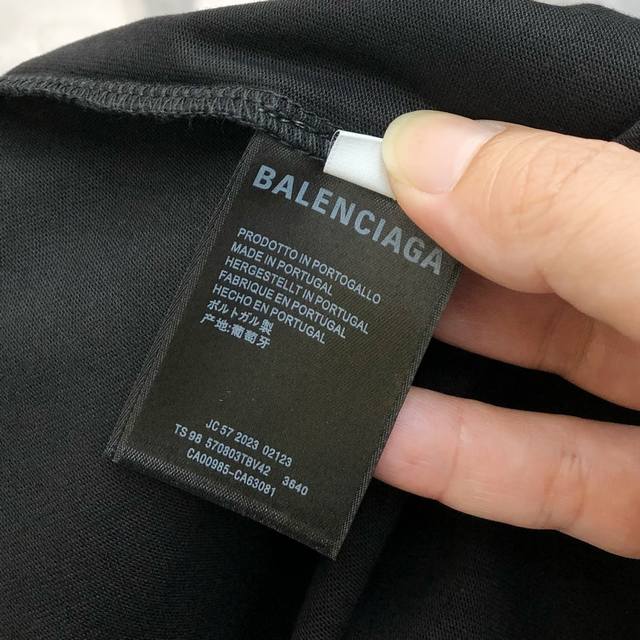 BALENCIAGA
PRODOTTO IN PORTOGALLO
MADE IN PORTUGAL
HERGESTELLT IN PORTUGAL
FABRIQUE EN PORTUGAL
HECHO EN PORTUGAL
ポルトガル製
产地:葡萄牙
JC 57 2023 02123
TS 98 570803TBV42 3640
CA00985-CA63081